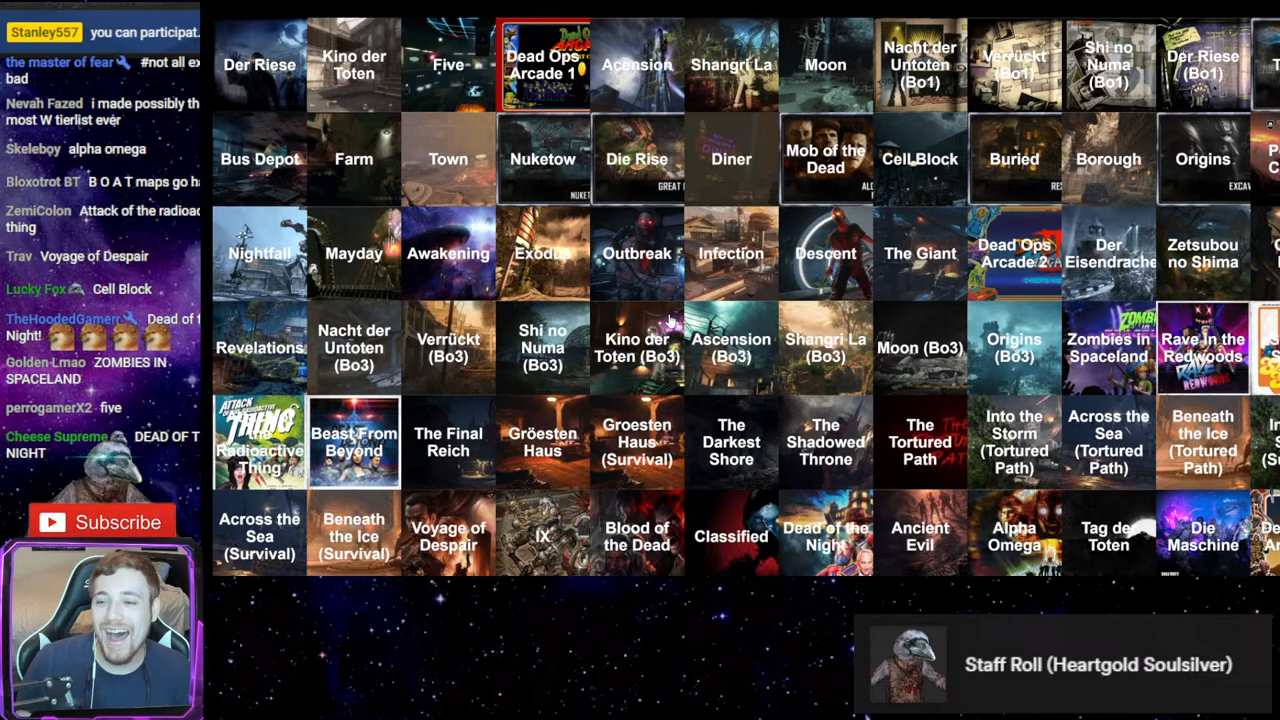 Stanley557 you can participat.
the master of fear #not all ex
bad
Nevah Fazed i made possibly th
most W tierlist ever
Skeleboy alpha omega
Bloxotrot BT B O A T maps go ha
ZemiColon Attack of the radioac
thing
Trav Voyage of Despair
Lucky Fox Cell Block
TheHoodedGamerr Dead of t
Night!
Golden-Lmao ZOMBIES IN
SPACELAND
perrogamerX2 five
Cheese Supreme DEAD OF T
NIGHT
Subscribe
Der Riese
Kino der
Toten
Five
Dead Ops
Arcade 1
Acension
Shangri La
Moon
Nacht der
Untoten
(Bo1)
Verrückt
(Bo1)
Shi no
Numa
(Bo1)
Der Riese
(Bo1)
Bus Depot
Farm
Town
Nuketow
Die Rise
GREAT
Diner
Mob of the
Dead
Cell Block
Buried
Borough
Origins
EXCAV
Nightfall
Mayday
Awakening
Exodus
Outbreak
Infection
Descent
The Giant
Dead Ops
Arcade 2
Der
Eisendrache
Zetsubou
no Shima
Revelations
Nacht der
Untoten
(Bo3)
Verrückt
(Bo3)
Shi no
Numa
(Bo3)
Kino der
Toten (Bo3)
Ascension
(Bo3)
Shangri La
(Bo3)
Moon (Bo3)
Origins
(Bo3)
Zombies in
Spaceland
Rave In the
Redwoods
ATTACK
OF THE
THING
The
Radioactive
Thing
Beast From
Beyond
The Final
Reich
Gröesten
Haus
Groesten
Haus
(Survival)
The
Darkest
Shore
The
Shadowed
Throne
The
Tortured
Path
Into the
Storm
(Tortured
Path)
Across the
Sea
(Tortured
Path)
Beneath
the Ice
(Tortured
Path)
Across the
Sea
(Survival)
Beneath
the Ice
(Survival)
Voyage of
Despair
IX
Blood of
the Dead
Classified
Dead of the
Night
Ancient
Evil
Alpha
Omega
Tag der
Toten
Die
Maschine
Staff Roll (Heartgold Soulsilver)